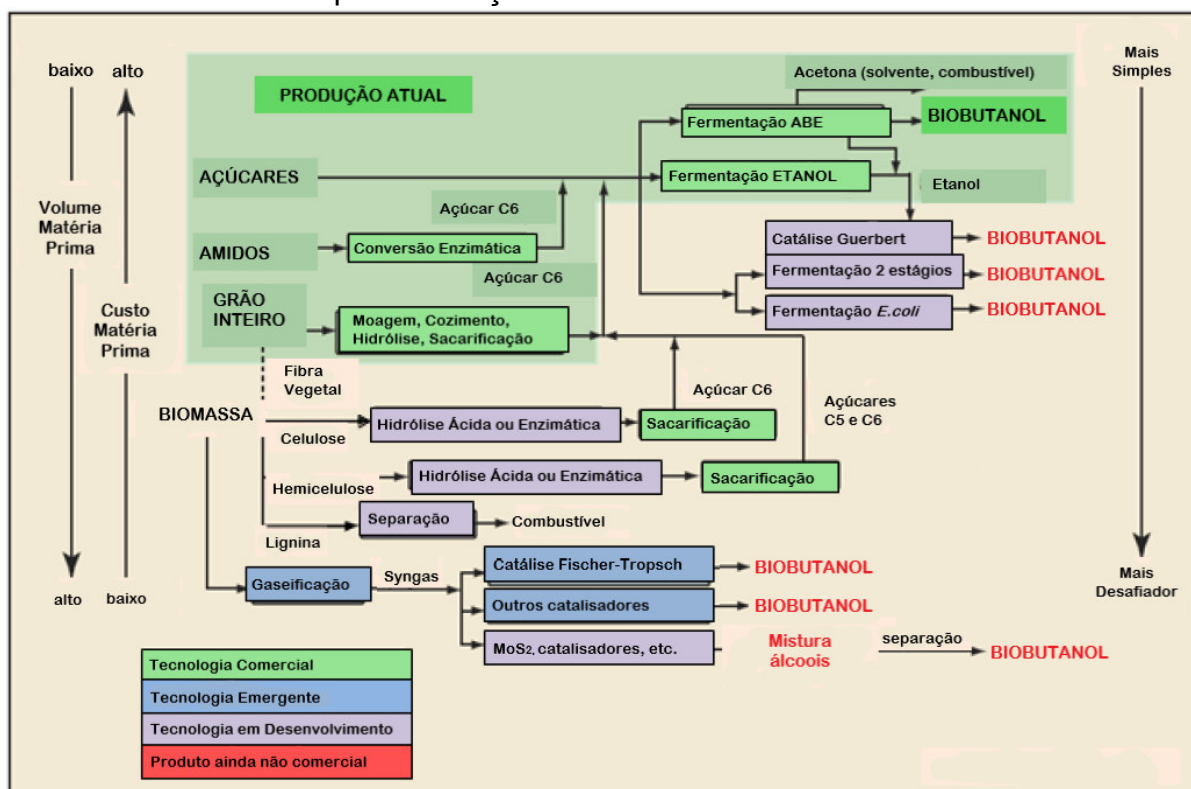 baixo
alto
Volume
Matéria
Prima
Custo
Matéria
Prima
alto
baixo
PRODUÇÃO ATUAL
Acetona (solvente, combustível)
Fermentação ABE
BIOBUTANOL
AÇÚCARES
Fermentação ETANOL
Etanol
Açúcar C6
AMIDOS
Conversão Enzimática
Açúcar C6
Catálise Guerbert
BIOBUTANOL
Fermentação 2 estágios
BIOBUTANOL
Fermentação E.coli
BIOBUTANOL
GRÃO
INTEIRO
Moagem, Cozimento,
Hidrólise, Sacarificação
Fibra
Vegetal
BIOMASSA
Celulose
Hidrólise Ácida ou Enzimática
Sacarificação
Açúcar C6
Açúcares
C5 e C6
Hemicelulose
Hidrólise Ácida ou Enzimática
Sacarificação
Lignina
Separação
Combustível
Gaseificação
Syngas
Catálise Fischer-Tropsch
BIOBUTANOL
Outros catalisadores
BIOBUTANOL
MoS2, catalisadores, etc.
Mistura
álcoois
separação
BIOBUTANOL
Mais
Simples
Mais
Desafiador
Tecnologia Comercial
Tecnologia Emergente
Tecnologia em Desenvolvimento
Produto ainda não comercial